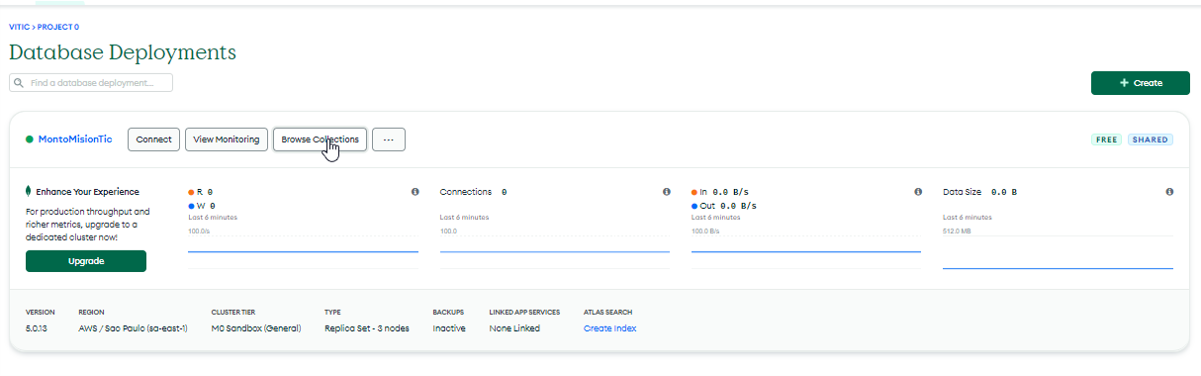 VITIC > PROJECT 0
Database Deployments
Find a database deployment...
+ Create
MontoMisionTic
Connect
View Monitoring
Browse Collections
...
FREE
SHARED
Enhance Your Experience
For production throughput and
richer metrics, upgrade to a
dedicated cluster now!
Upgrade
R 0
W 0
Last 6 minutes
100.0/s
Connections 0
Last 6 minutes
100.0
In 0.0 B/s
Out 0.0 B/s
Last 6 minutes
100.0 B/s
Data Size 0.0 B
Last 6 minutes
512.0 MB
VERSION
5.0.13
REGION
AWS / Sao Paulo (sa-east-1)
CLUSTER TIER
M0 Sandbox (General)
TYPE
Replica Set - 3 nodes
BACKUPS
Inactive
LINKED APP SERVICES
None Linked
ATLAS SEARCH
Create Index